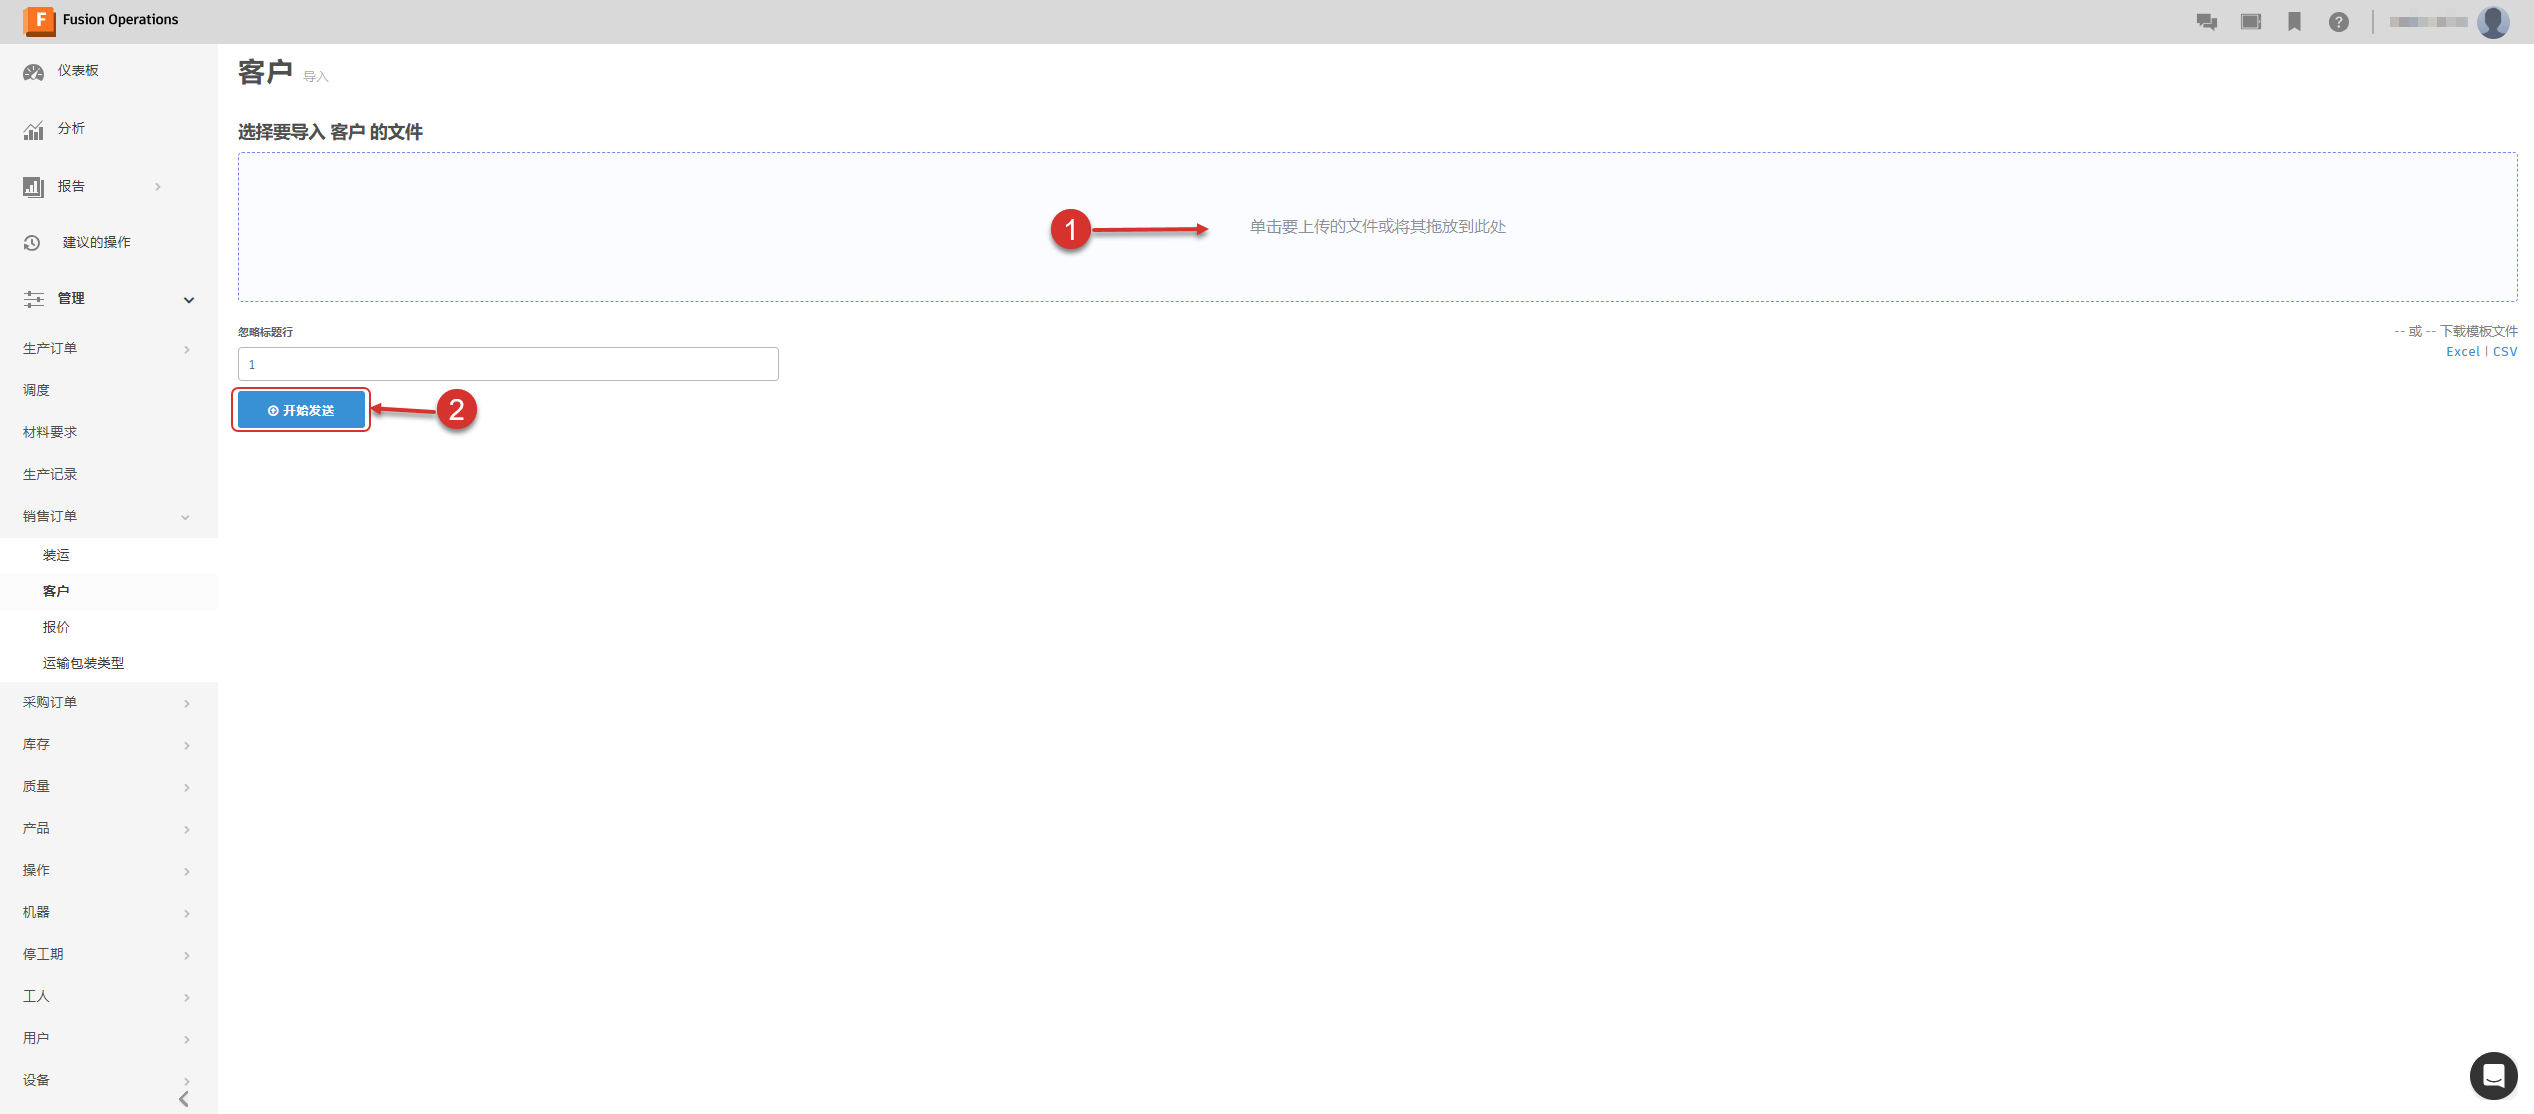 Fusion Operations
仪表板
分析
报告
建议的操作
管理
生产订单
调度
材料要求
生产记录
销售订单
装运
客户
报价
运输包装类型
采购订单
库存
质量
产品
操作
机器
停工期
工人
用户
设备
客户 导入
选择要导入 客户 的文件
1
单击要上传的文件或将其拖放到此处
忽略标题行
1
-- 或 -- 下载模板文件
Excel | CSV
开始发送
2